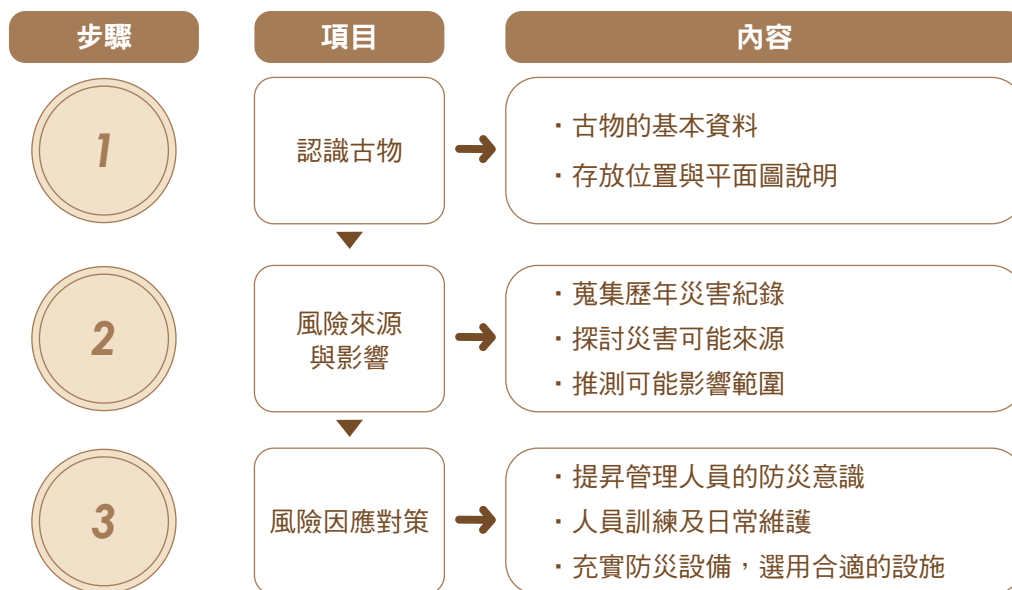 步驟
項目
內容
1
認識古物
・古物的基本資料
・存放位置與平面圖說明
2
風險來源
與影響
・蒐集歷年災害紀錄
・探討災害可能來源
・推測可能影響範圍
3
風險因應對策
・提昇管理人員的防災意識
・人員訓練及日常維護
・充實防災設備，選用合適的設施